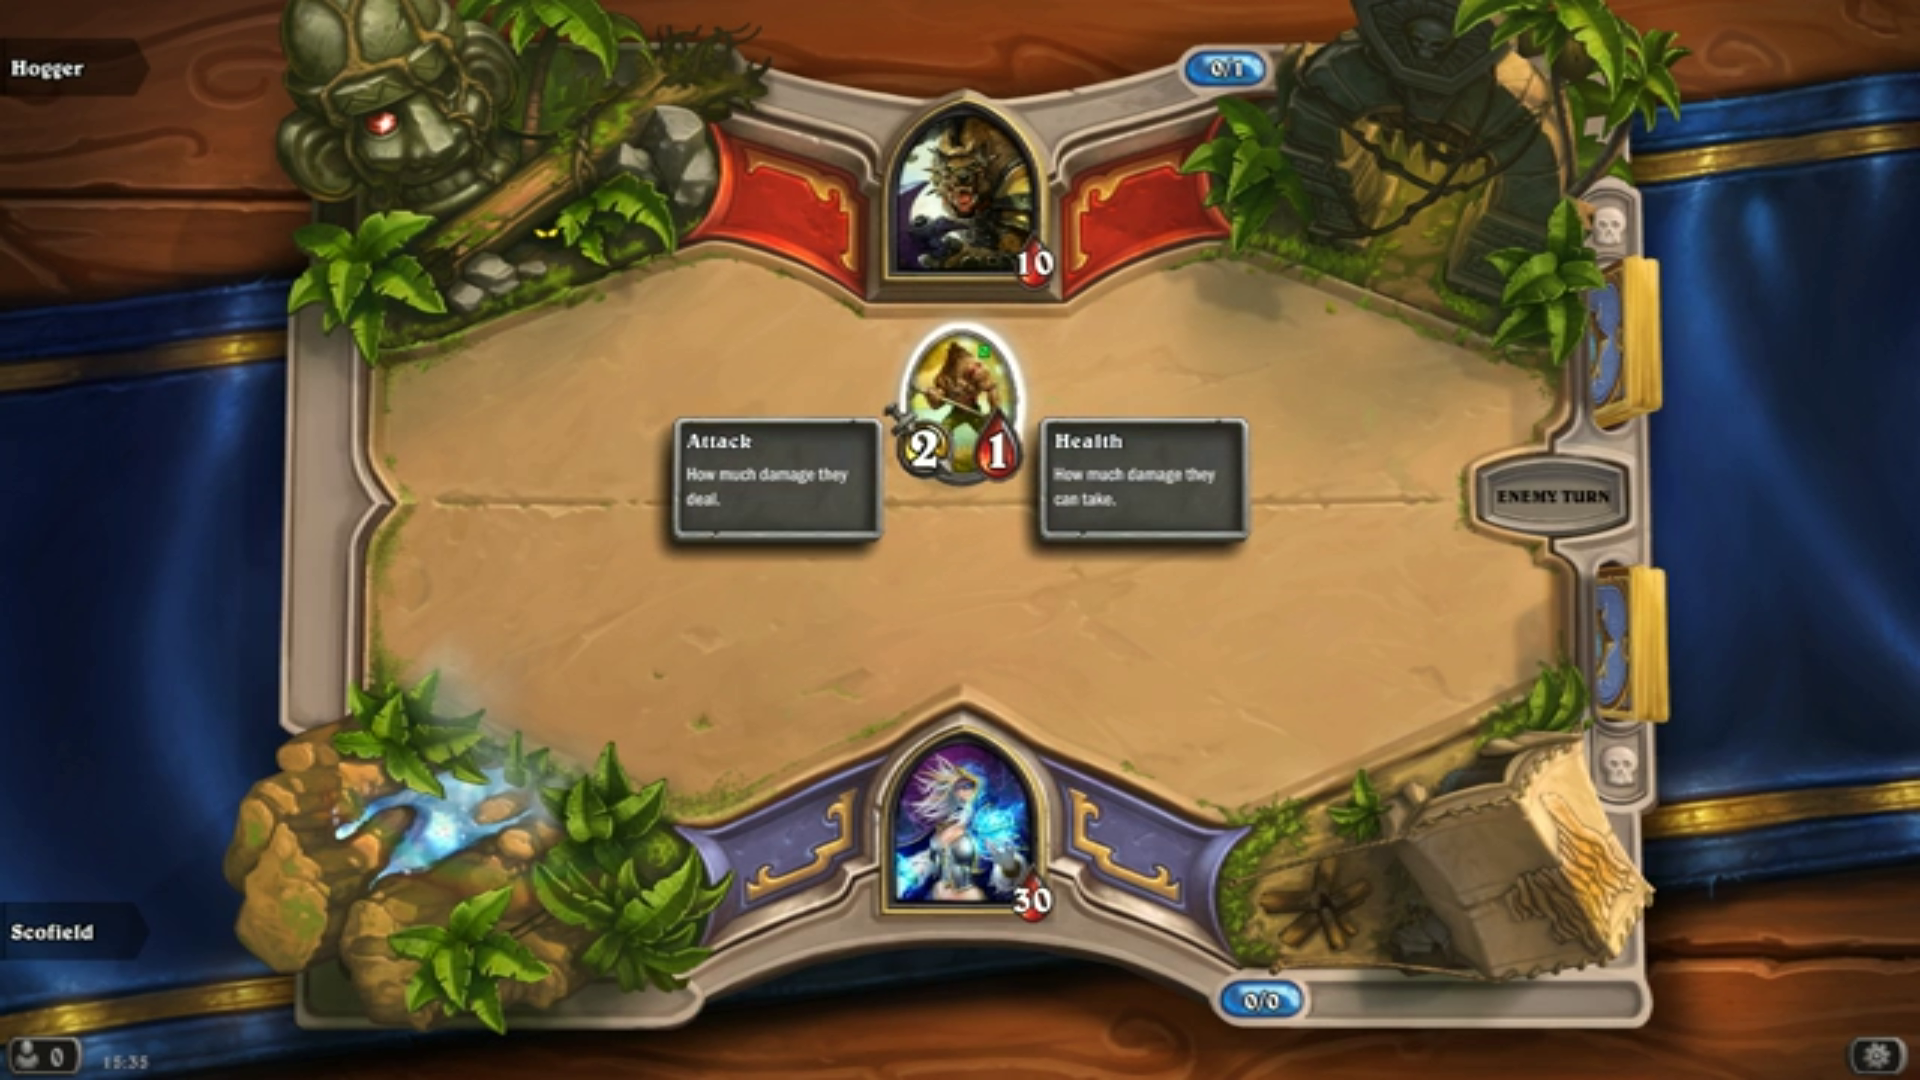 Hogger
0/1
10
Attack
How much damage they
deal.
2
1
Health
How much damage they
can take.
ENEMY TURN
30
Scofield
0/0
0
15:35